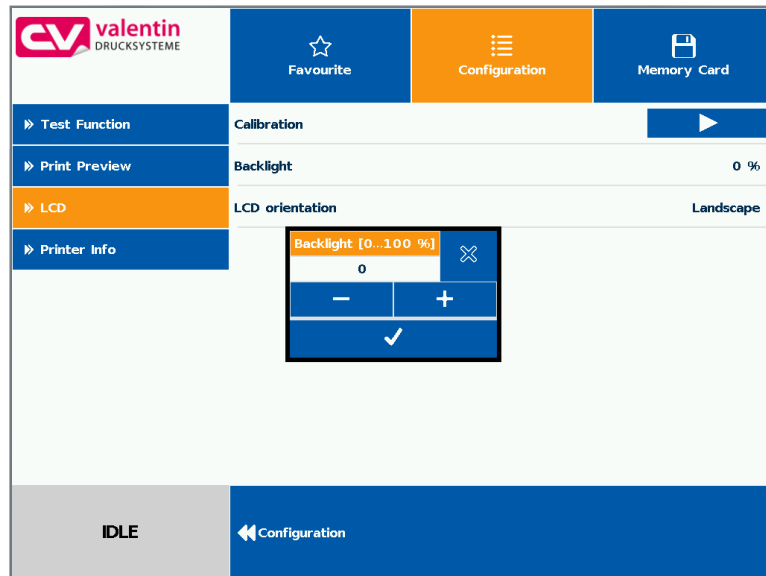 CV valentin
DRUCKSYSTEME
Favourite
Configuration
Memory Card
Test Function
Calibration
Print Preview
Backlight
0 %
LCD
LCD orientation
Landscape
Printer Info
Backlight [0...100 %]
0
IDLE
Configuration